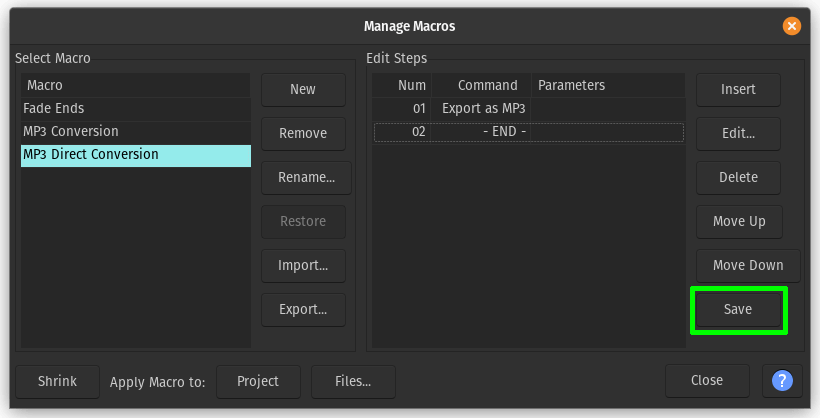 Manage Macros
Select Macro
Macro
Fade Ends
MP3 Conversion
MP3 Direct Conversion
New
Remove
Rename...
Restore
Import...
Export...
Edit Steps
Num Command Parameters
01 Export as MP3
02 - END -
Insert
Edit...
Delete
Move Up
Move Down
Save
Shrink Apply Macro to: Project Files... Close ?